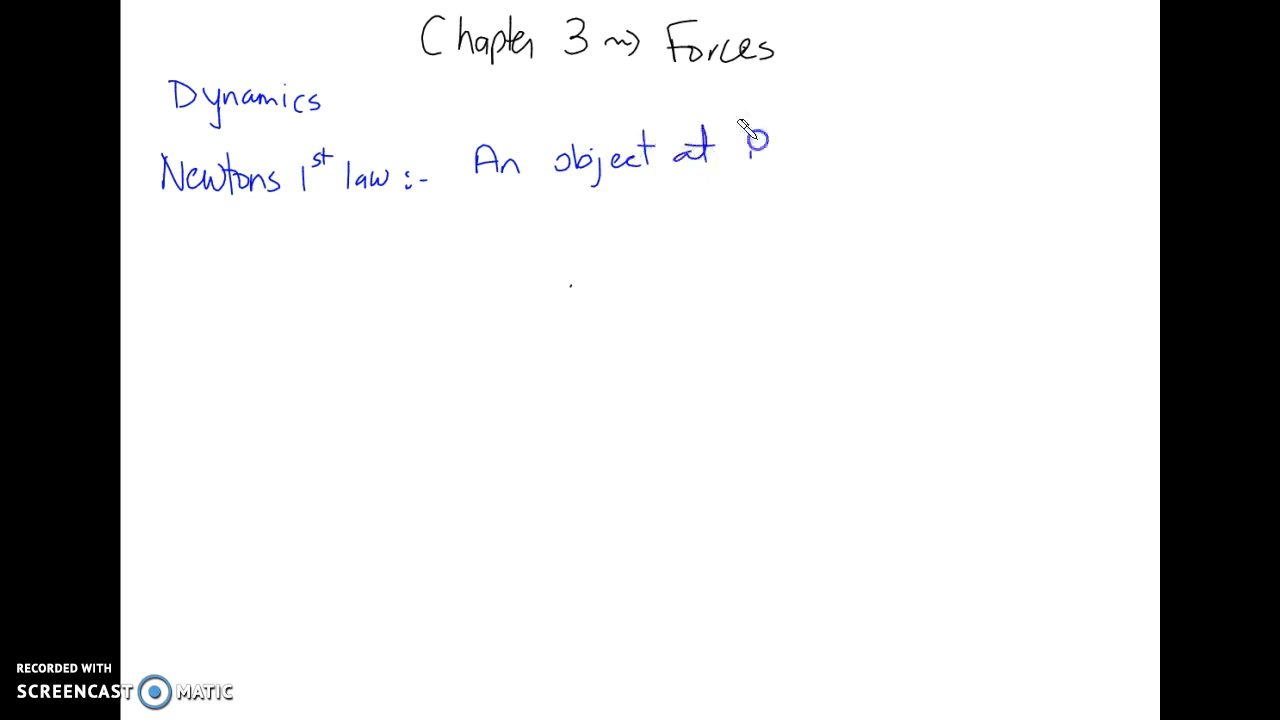 Chapter 3 ⇝ Forces
Dynamics
Newtons 1st law :- An object at
RECORDED WITH
SCREENCAST MATIC